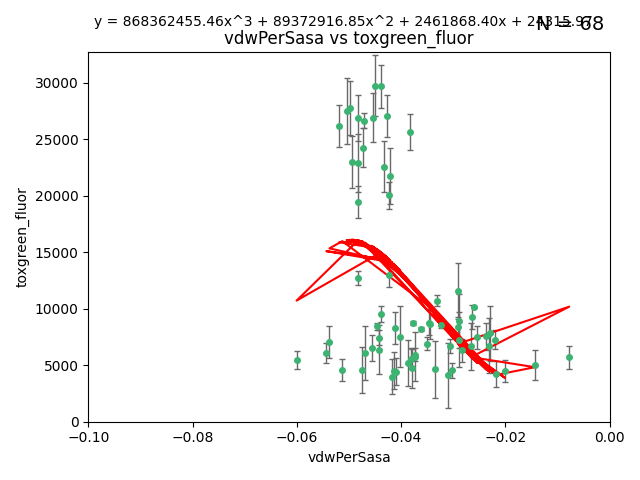 y = 868362455.46x^3 + 89372916.85x^2 + 2461868.40x +
N = 68
vdwPerSasa vs toxgreen_fluor
toxgreen_fluor
30000
25000
20000
15000
10000
5000
0
−0.10
−0.08
−0.06
−0.04
−0.02
0.00
vdwPerSasa